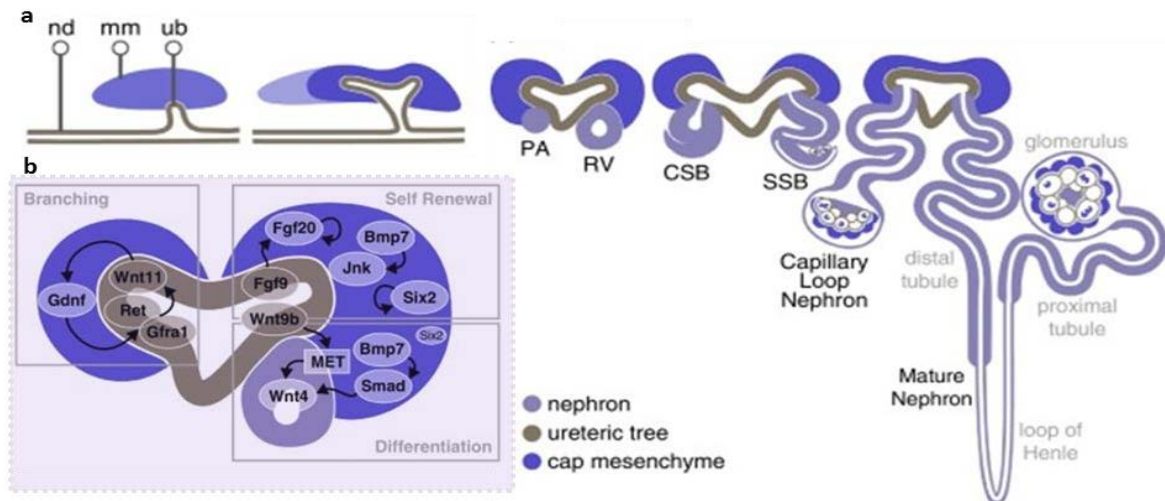 a
nd mm ub
PA
RV
CSB
SSB
Capillary
Loop
Nephron
glomerulus
distal
tubule
proximal
tubule
Mature
Nephron
loop of
Henle
b
Branching
Self Renewal
Fgf20
Bmp7
Wnt11
Jnk
Gdnf
Fgf9
Six2
Ret
Gfra1
Wnt9b
Six2
Bmp7
MET
Wnt4
Smad
Differentiation
nephron
ureteric tree
cap mesenchyme